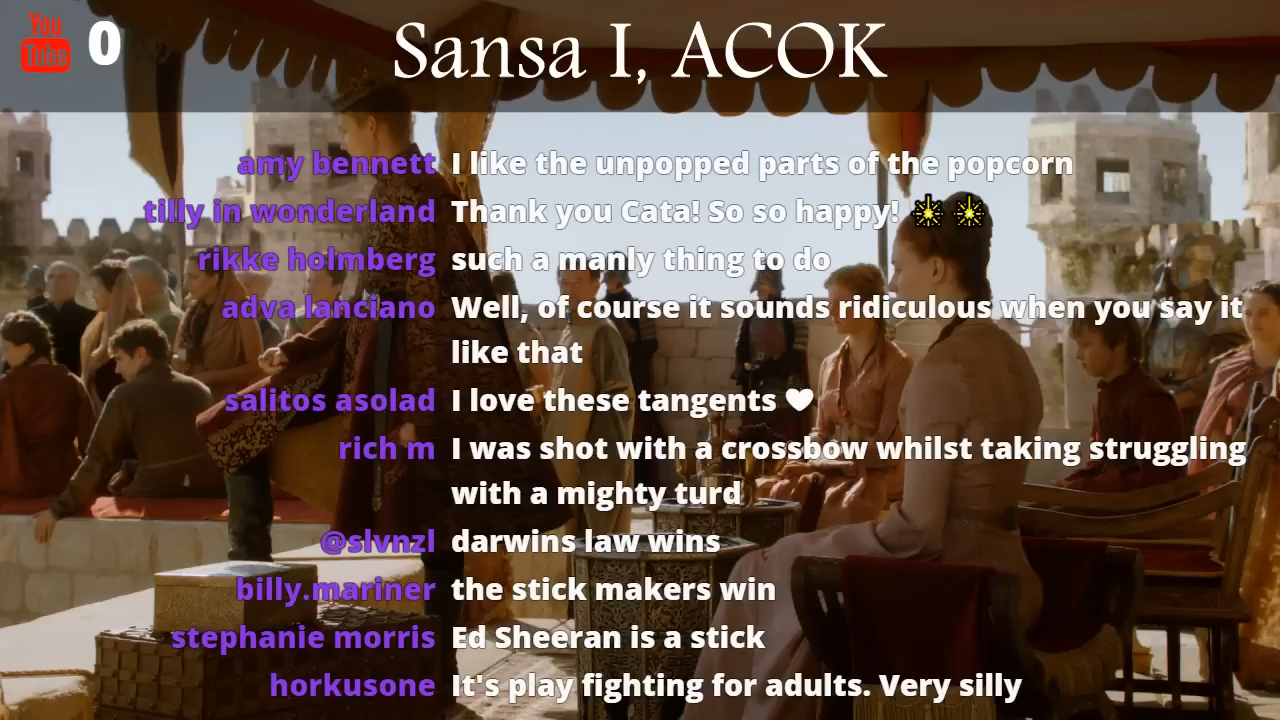 You
Tube 0
Sansa I, ACOK
amy bennett I like the unpopped parts of the popcorn
tilly in wonderland Thank you Cata! So so happy!
rikke holmberg such a manly thing to do
adva lanciano Well, of course it sounds ridiculous when you say it
like that
salitos asolad I love these tangents ♥
rich m I was shot with a crossbow whilst taking struggling
with a mighty turd
@slvnzl darwins law wins
billy.mariner the stick makers win
stephanie morris Ed Sheeran is a stick
horkusone It's play fighting for adults. Very silly